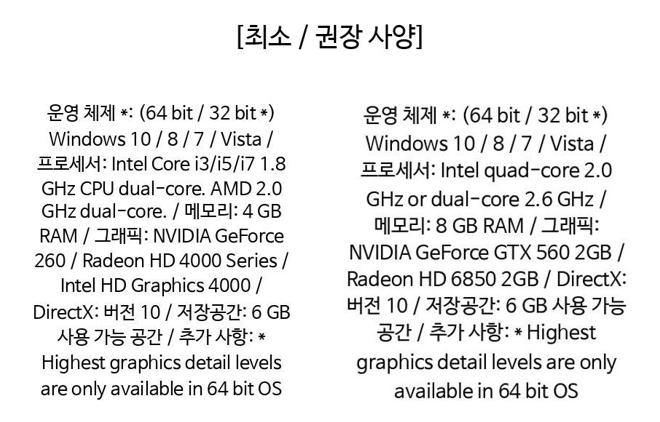 [최소 / 권장 사양]
운영 체제 *: (64 bit / 32 bit *)
Windows 10 / 8 / 7 / Vista /
프로세서: Intel Core i3/i5/i7 1.8
GHz CPU dual-core. AMD 2.0
GHz dual-core. / 메모리: 4 GB
RAM / 그래픽: NVIDIA GeForce
260 / Radeon HD 4000 Series /
Intel HD Graphics 4000 /
DirectX: 버전 10 / 저장공간: 6 GB
사용 가능 공간 / 추가 사항: *
Highest graphics detail levels
are only available in 64 bit OS
운영 체제 *: (64 bit / 32 bit *)
Windows 10 / 8 / 7 / Vista /
프로세서: Intel quad-core 2.0
GHz or dual-core 2.6 GHz /
메모리: 8 GB RAM / 그래픽:
NVIDIA GeForce GTX 560 2GB /
Radeon HD 6850 2GB / DirectX:
버전 10 / 저장공간: 6 GB 사용 가능
공간 / 추가 사항: * Highest
graphics detail levels are only
available in 64 bit OS